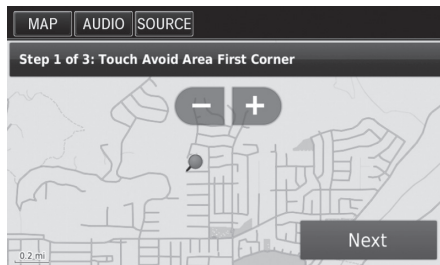 MAP AUDIO SOURCE
Step 1 of 3: Touch Avoid Area First Corner
− +
Next
0.2 mi